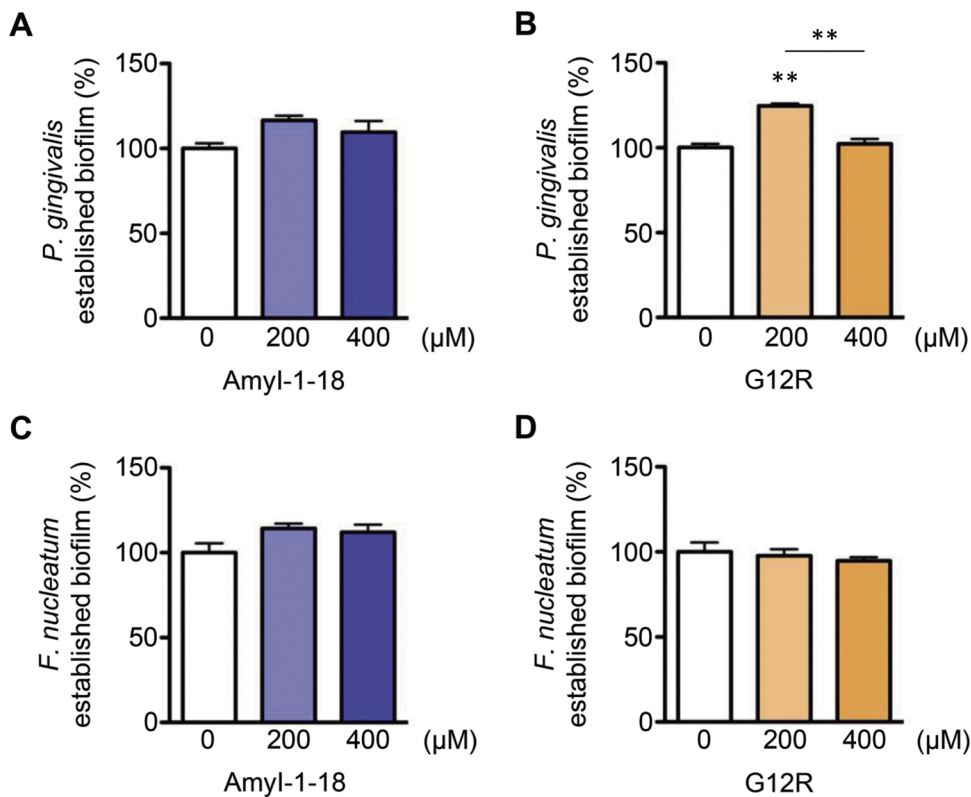 A
P. gingivalis
established biofilm (%)
150
100
50
0
0 200 400 (µM)
AmyI-1-18
B
P. gingivalis
established biofilm (%)
150
100
50
0
**
**
0 200 400 (µM)
G12R
C
F. nucleatum
established biofilm (%)
150
100
50
0
0 200 400 (µM)
AmyI-1-18
D
F. nucleatum
established biofilm (%)
150
100
50
0
0 200 400 (µM)
G12R